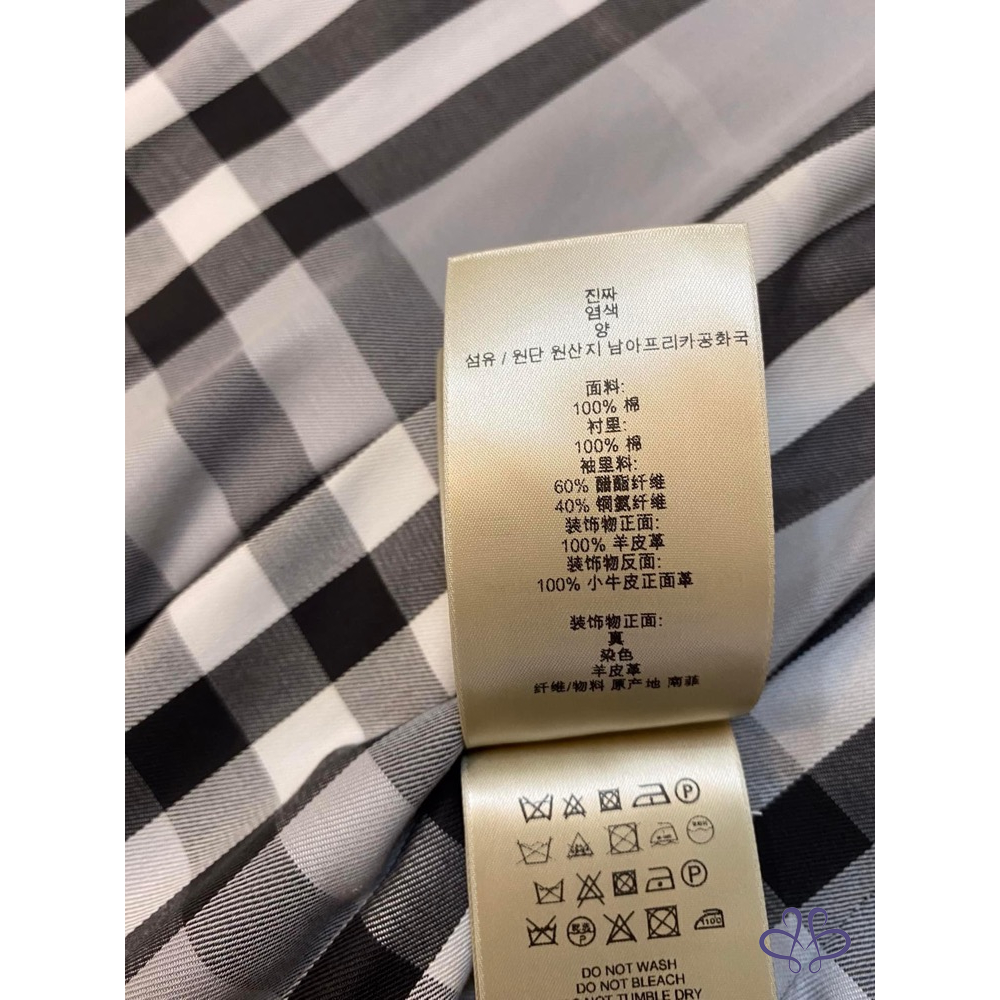 진짜
염색
양
섬유 / 원단 원산지 남아프리카공화국
面料:
100% 棉
衬里:
100% 棉
袖里料:
60% 醋酯纤维
40% 铜氨纤维
装饰物正面:
100% 羊皮革
装饰物反面:
100% 小牛皮正面革
装饰物正面:
真
染色
羊皮革
纤维/物料 原产地 南非
P
P
110C
DO NOT WASH
DO NOT BLEACH
NOT TUMBLE DRY